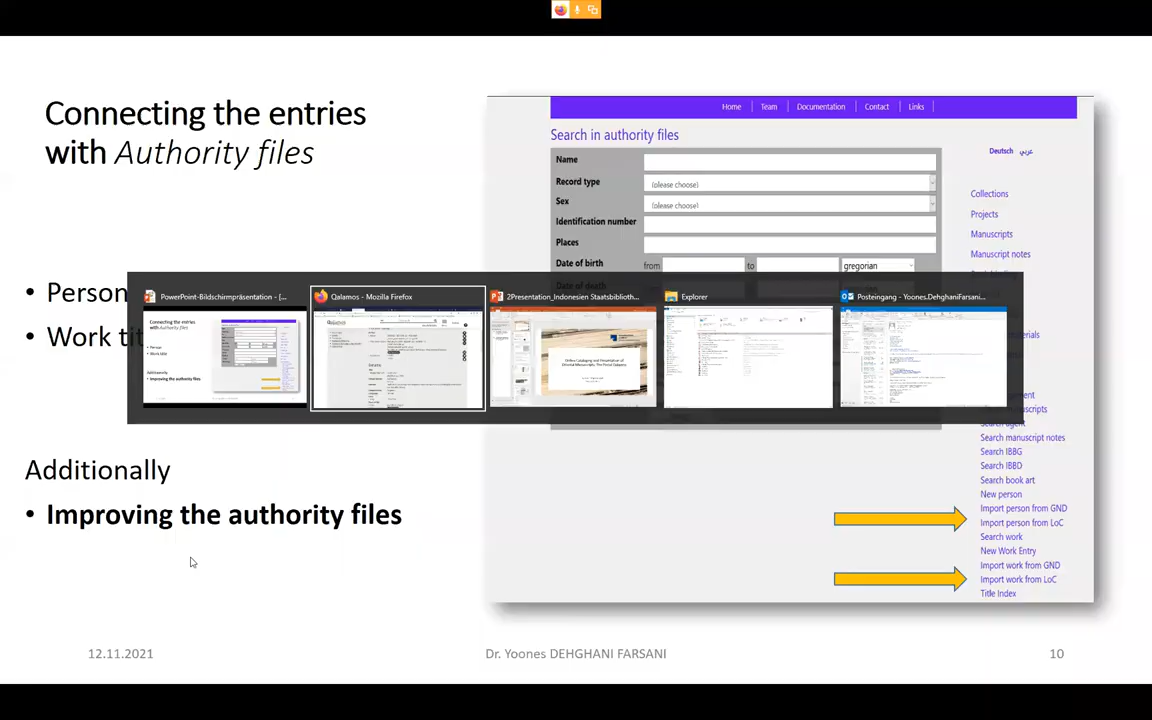 Connecting the entries
with Authority files
• Person
• Work tit
Additionally
• Improving the authority files
Home
Team
Documentation
Contact
Links
Search in authority files
Deutsch عربي
Name
Record type (please choose)
Sex (please choose)
Identification number
Places
Date of birth from to gregorian
Collections
Projects
Manuscripts
Manuscript notes
PowerPoint-Bildschirmpräsentation - [...
Qalamos - Mozilla Firefox
2Presentation_Indonesien Staatsbiblioth...
Explorer
Posteingang - Yoones.DehghaniFarsani...
Search manuscript notes
Search IBBG
Search IBBD
Search book art
New person
Import person from GND
Import person from LoC
Search work
New Work Entry
Import work from GND
Import work from LoC
Title Index
12.11.2021
Dr. Yoones DEHGHANI FARSANI
10